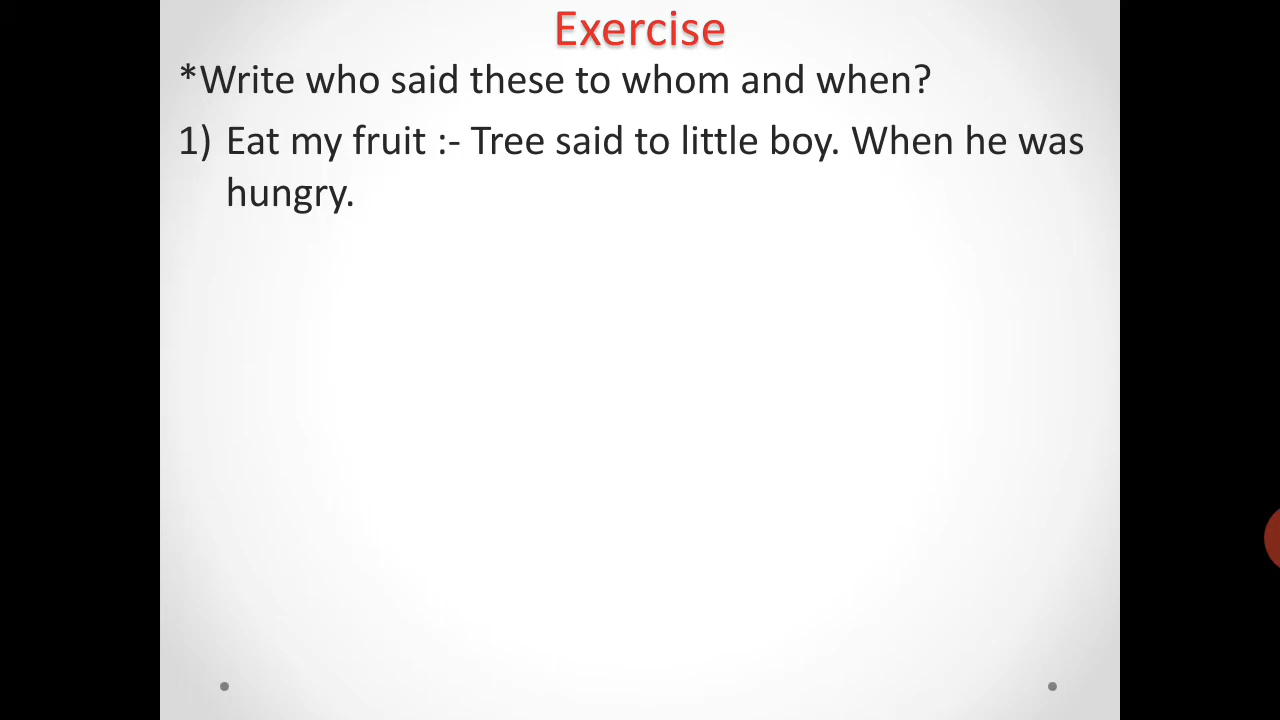 Exercise
*Write who said these to whom and when?
1) Eat my fruit :- Tree said to little boy. When he was
hungry.